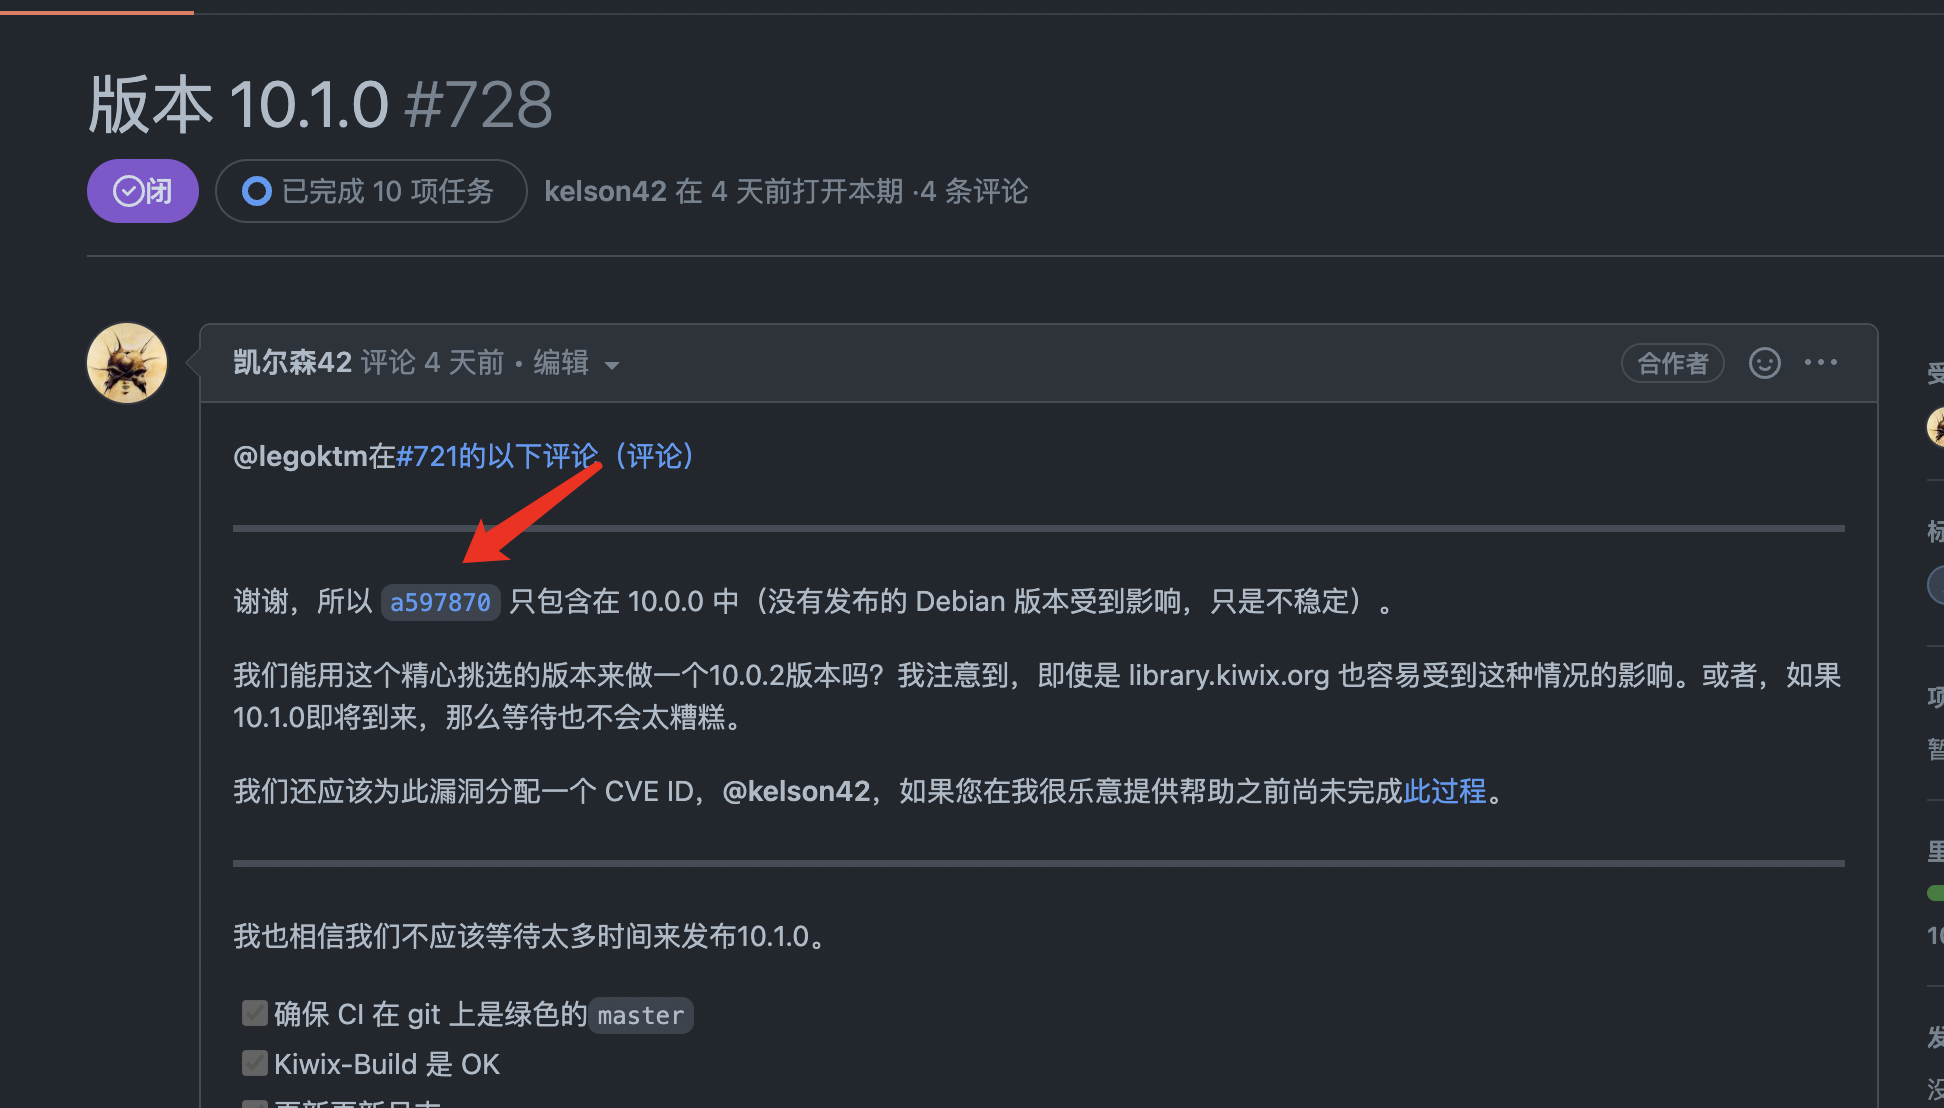 版本 10.1.0 #728
闭 已完成 10 项任务 kelson42 在 4 天前打开本期 ·4 条评论
凯尔森42 评论 4 天前 • 编辑 合作者
@legoktm在#721的以下评论（评论）
谢谢，所以 a597870 只包含在 10.0.0 中（没有发布的 Debian 版本受到影响，只是不稳定）。
我们能用这个精心挑选的版本来做一个10.0.2版本吗？我注意到，即使是 library.kiwix.org 也容易受到这种情况的影响。或者，如果
10.1.0即将到来，那么等待也不会太糟糕。
我们还应该为此漏洞分配一个 CVE ID，@kelson42，如果您在我很乐意提供帮助之前尚未完成此过程。
我也相信我们不应该等待太多时间来发布10.1.0。
确保 CI 在 git 上是绿色的master
Kiwix-Build 是 OK